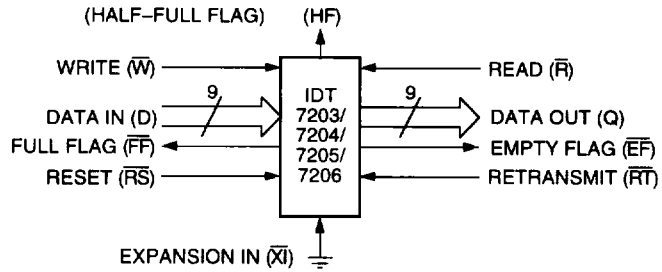 (HALF–FULL FLAG) (HF)
WRITE (W̅) READ (R̅)
9 IDT 9
DATA IN (D) 7203/ DATA OUT (Q)
7204/
FULL FLAG (F̅F̅) 7205/ EMPTY FLAG (E̅F̅)
RESET (R̅S̅) 7206 RETRANSMIT (R̅T̅)
EXPANSION IN (X̅I̅)